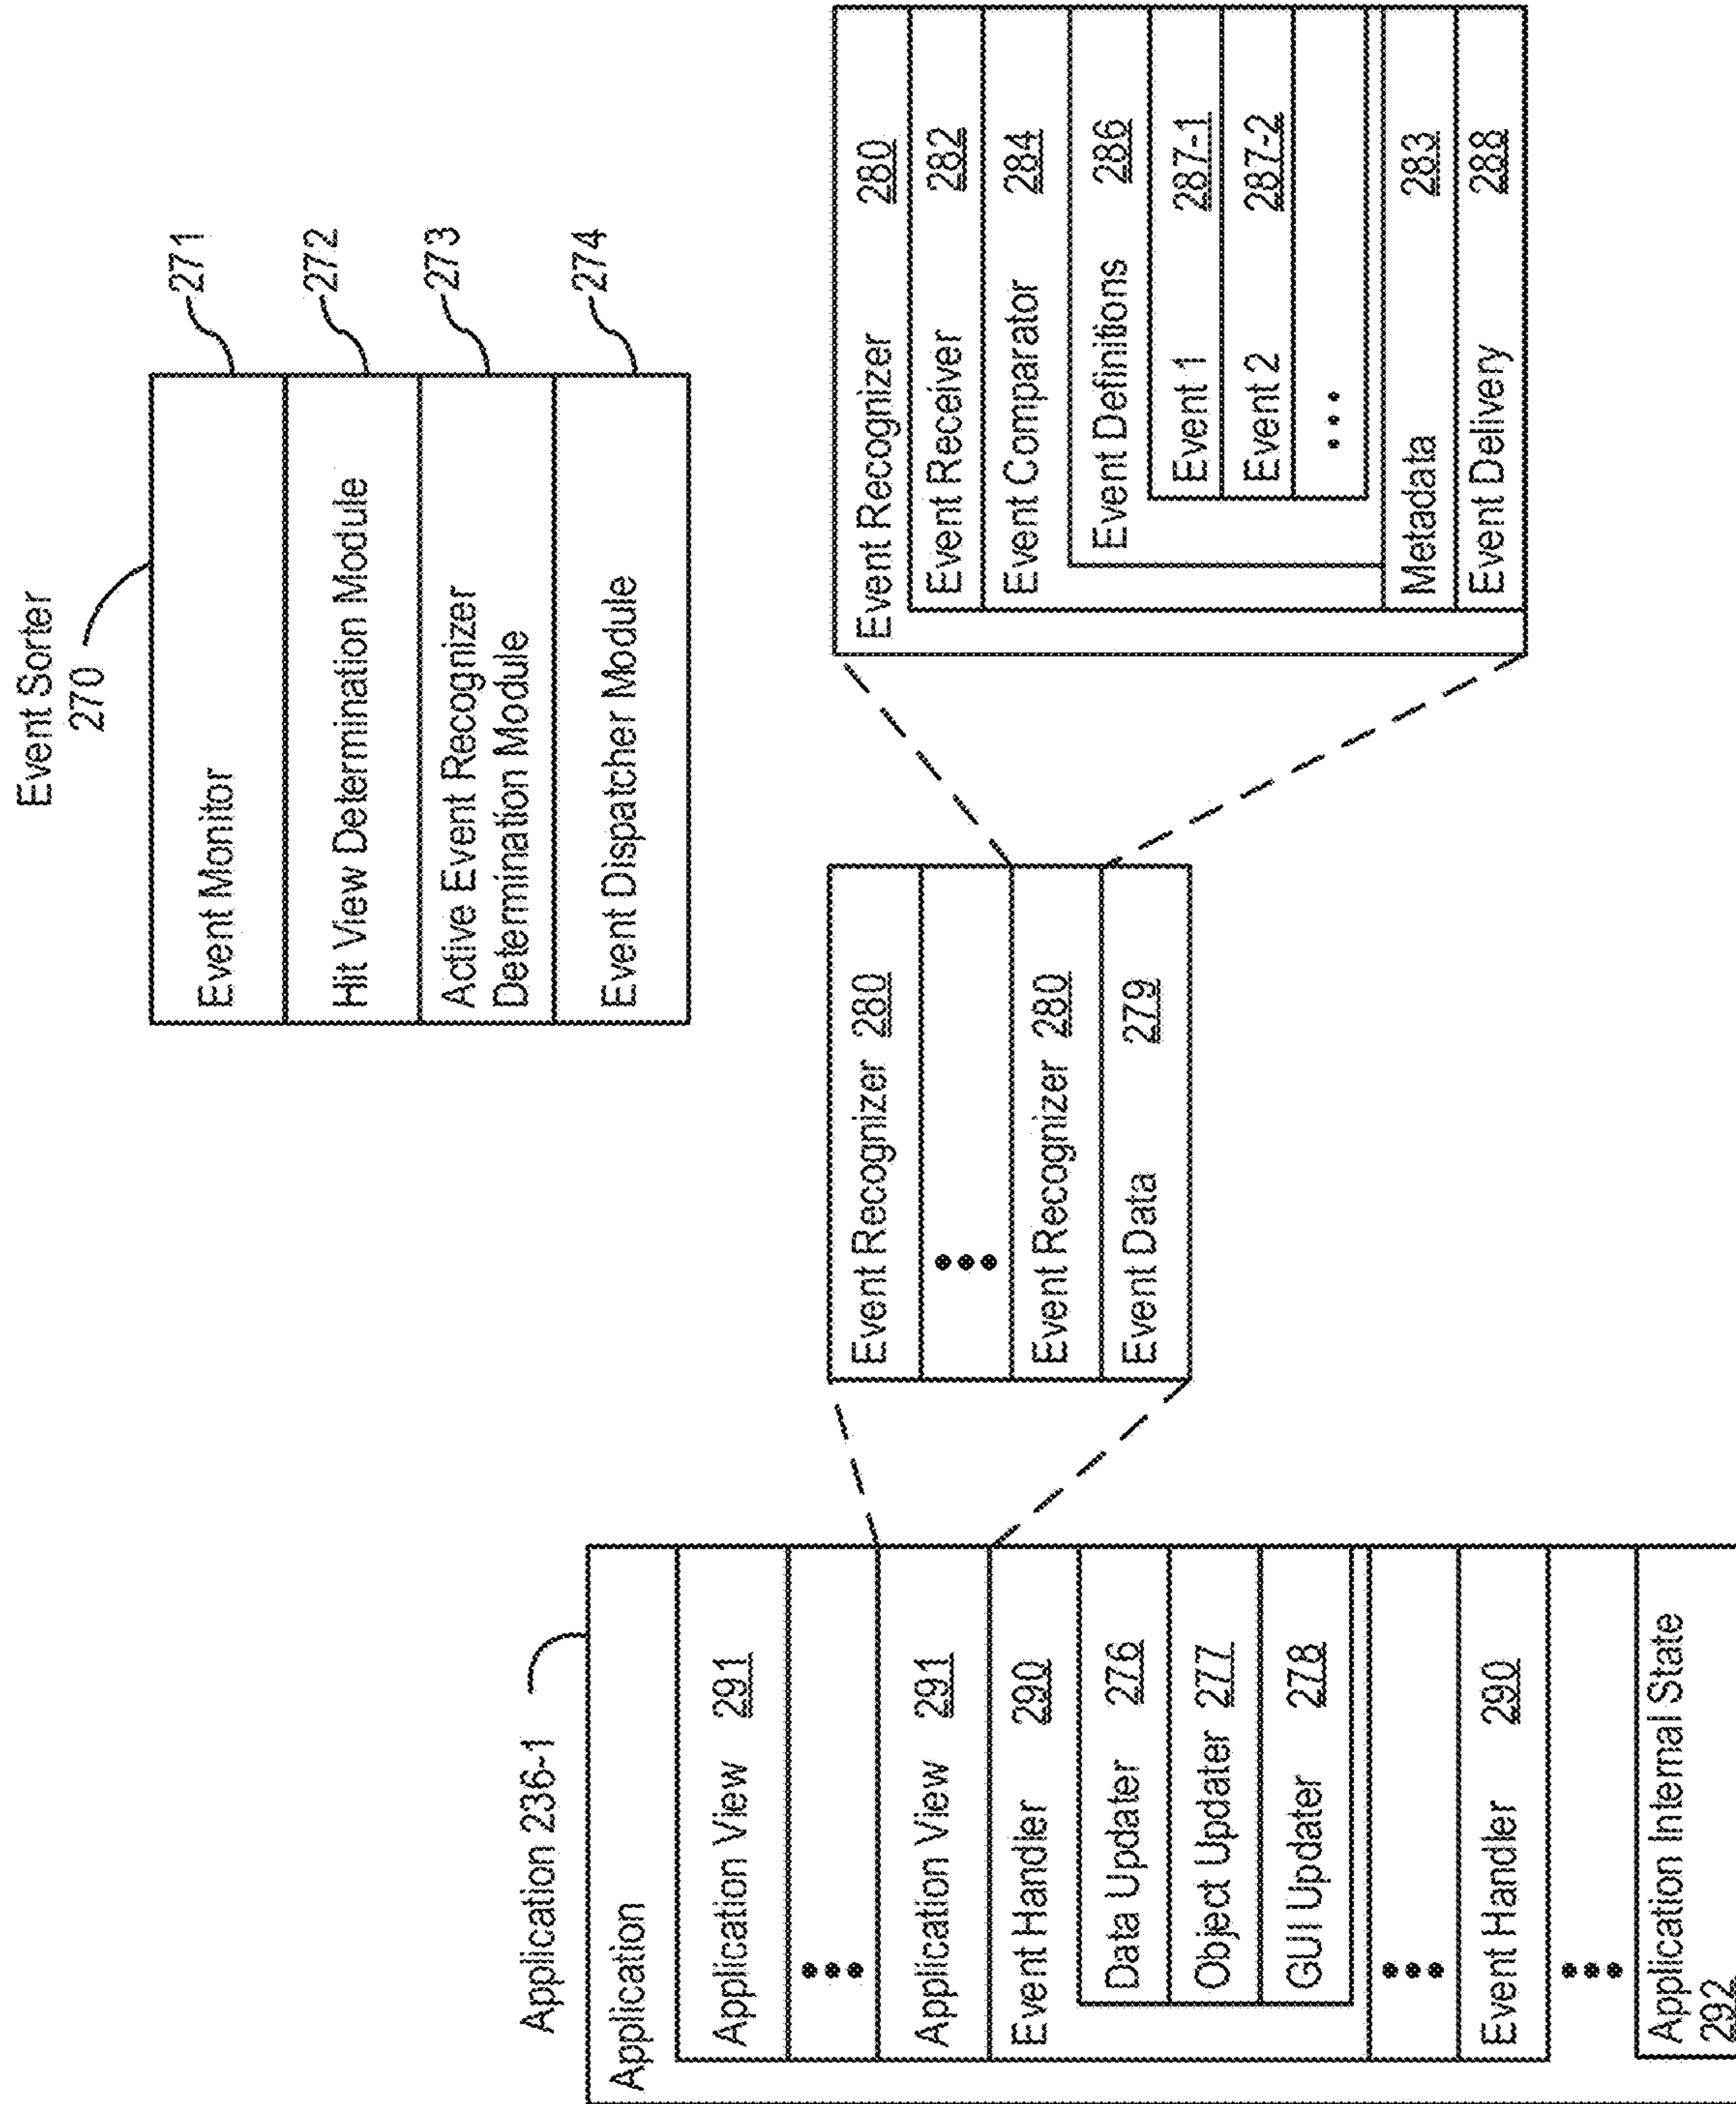 Event Sorter
270
Event Monitor
271
Hit View Determination Module
272
Active Event Recognizer
Determination Module
273
Event Dispatcher Module
274
Application 236-1
Application
Application View 291
•••
Application View 291
Event Handler 290
Data Updater 276
Object Updater 277
GUI Updater 278
•••
Event Handler 290
•••
Application Internal State
292
Event Recognizer 280
•••
Event Recognizer 280
Event Data 279
Event Recognizer 280
Event Receiver 282
Event Comparator 284
Event Definitions 286
Event 1 287-1
Event 2 287-2
•••
Metadata 283
Event Delivery 288